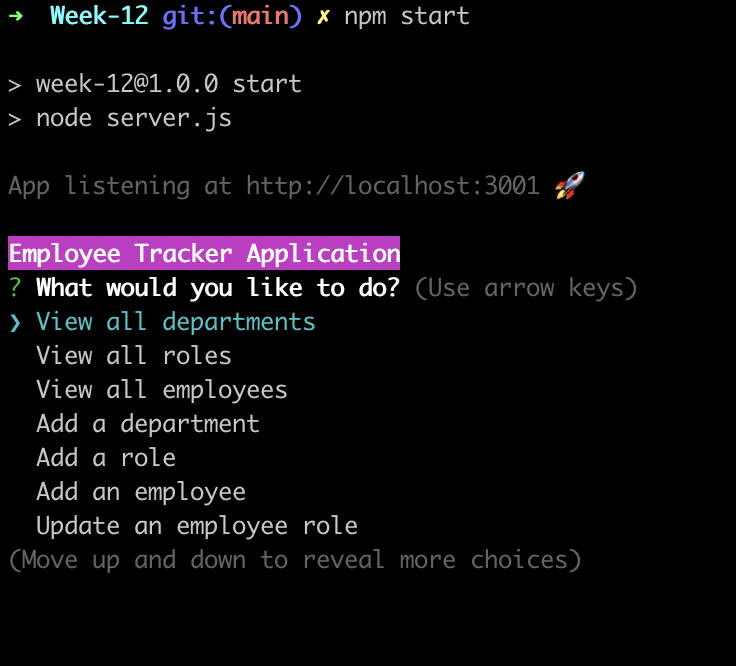 ➜ Week-12 git:(main) ✗ npm start
> week-12@1.0.0 start
> node server.js
App listening at http://localhost:3001 🚀
Employee Tracker Application
? What would you like to do? (Use arrow keys)
❯ View all departments
View all roles
View all employees
Add a department
Add a role
Add an employee
Update an employee role
(Move up and down to reveal more choices)